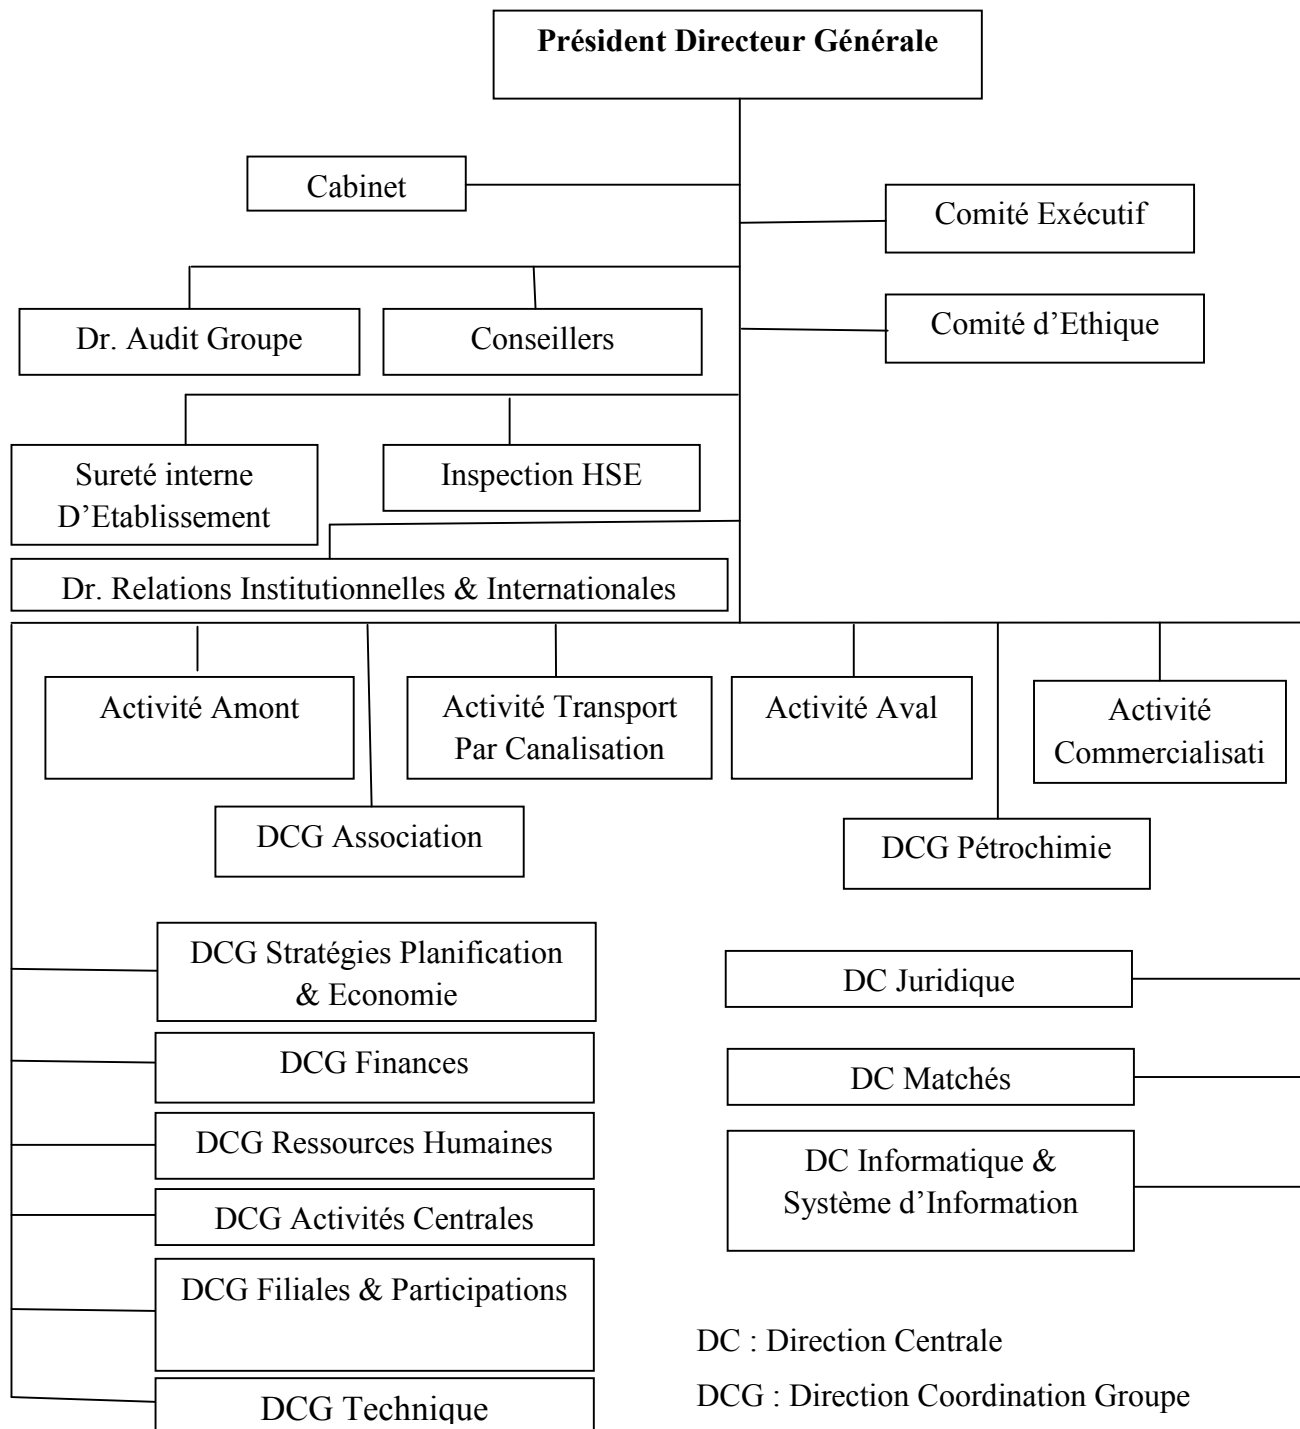 Président Directeur Générale
Cabinet
Comité Exécutif
Dr. Audit Groupe
Conseillers
Comité d’Ethique
Sureté interne
D’Etablissement
Inspection HSE
Dr. Relations Institutionnelles & Internationales
Activité Amont
Activité Transport
Par Canalisation
Activité Aval
Activité
Commercialisati
DCG Association
DCG Pétrochimie
DCG Stratégies Planification
& Economie
DCG Finances
DCG Ressources Humaines
DCG Activités Centrales
DCG Filiales & Participations
DCG Technique
DC Juridique
DC Matchés
DC Informatique &
Système d’Information
DC : Direction Centrale
DCG : Direction Coordination Groupe